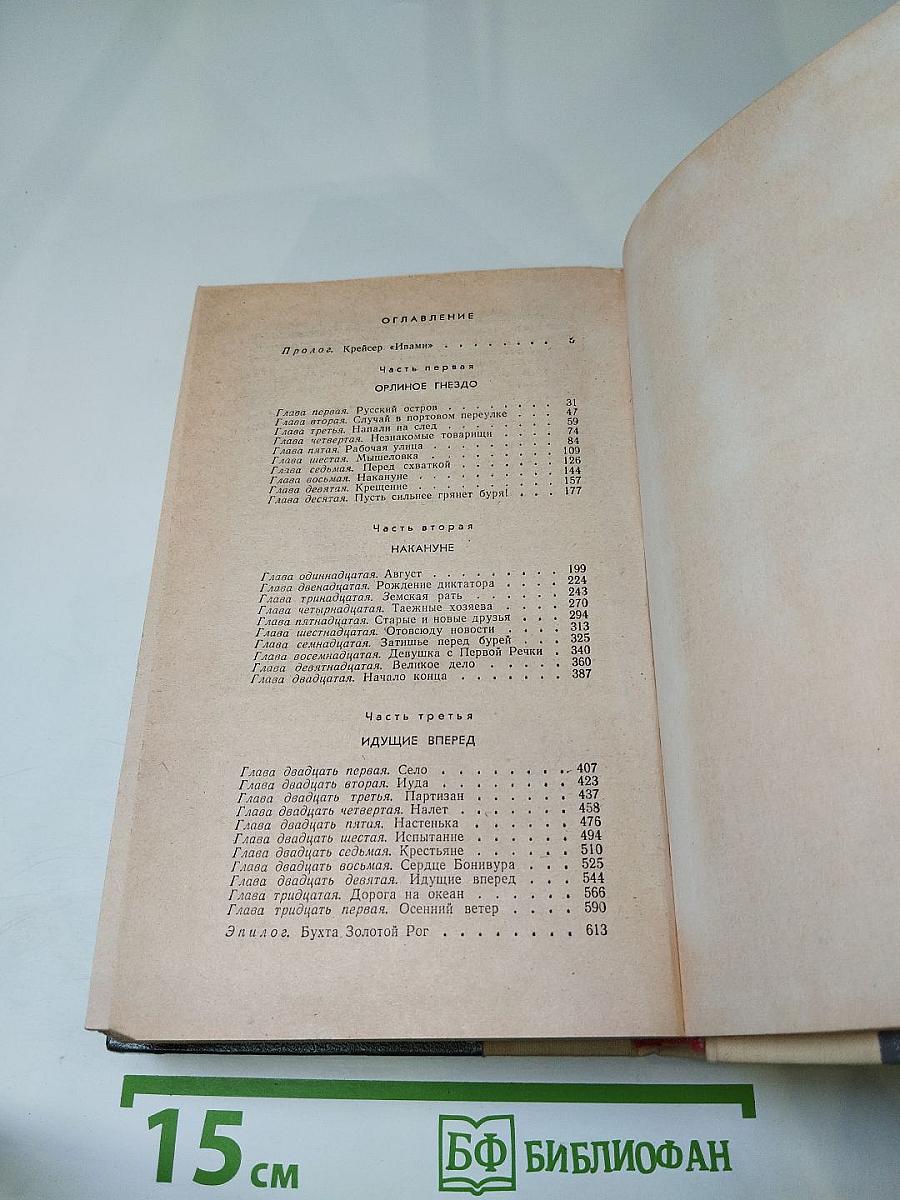 ОГЛАВЛЕНИЕ
Пролог. Крейсер «Ивами» . . . . . . . . 5
Часть первая
ОРЛИНОЕ ГНЕЗДО
Глава первая. Русский остров . . . . . . . . 31
Глава вторая. Случай в портовом переулке . . . 47
Глава третья. Напали на след . . . . . . . . 59
Глава четвертая. Незнакомые товарищи . . . . 74
Глава пятая. Рабочая улица . . . . . . . . 84
Глава шестая. Мышеловка . . . . . . . . 109
Глава седьмая. Перед схваткой . . . . . . . 126
Глава восьмая. Накануне . . . . . . . . 144
Глава девятая. Крещение . . . . . . . . 157
Глава десятая. Пусть сильнее грянет буря! . . . 177
Часть вторая
НАКАНУНЕ
Глава одиннадцатая. Август . . . . . . . . . 199
Глава двенадцатая. Рождение диктатора . . . . 224
Глава тринадцатая. Земская рать . . . . . . 243
Глава четырнадцатая. Таежные хозяева . . . . 270
Глава пятнадцатая. Старые и новые друзья . . . 294
Глава шестнадцатая. Отовсюду новости . . . . 313
Глава семнадцатая. Затишье перед бурей . . . 325
Глава восемнадцатая. Девушка с Первой Речки . 340
Глава девятнадцатая. Великое дело . . . . . 360
Глава двадцатая. Начало конца . . . . . . . 387
Часть третья
ИДУЩИЕ ВПЕРЕД
Глава двадцать первая. Село . . . . . . . . 407
Глава двадцать вторая. Иуда . . . . . . . . 423
Глава двадцать третья. Партизан . . . . . . 437
Глава двадцать четвертая. Налет . . . . . . 458
Глава двадцать пятая. Настенька . . . . . . 476
Глава двадцать шестая. Испытание . . . . . . 494
Глава двадцать седьмая. Крестьяне . . . . . . 510
Глава двадцать восьмая. Сердце Бонивура . . . 525
Глава двадцать девятая. Идущие вперед . . . 544
Глава тридцатая. Дорога на океан . . . . . . 566
Глава тридцать первая. Осенний ветер . . . . 590
Эпилог. Бухта Золотой Рог . . . . . . . . 613
15 см
БФ БИБЛИОФАН